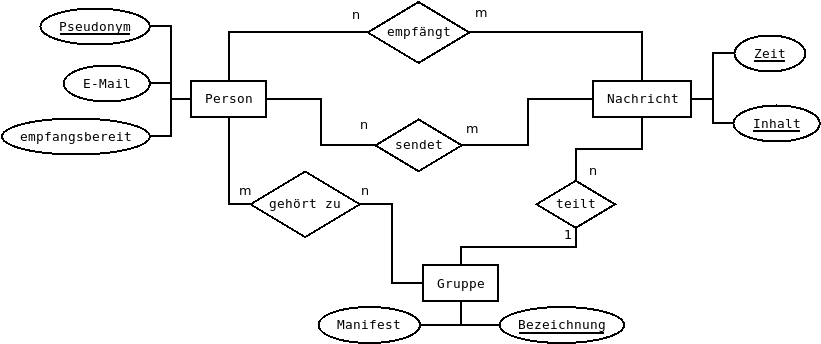 n
m
empfängt
Pseudonym
E-Mail
empfangsbereit
Person
Nachricht
Zeit
Inhalt
n
m
sendet
m
n
gehört zu
n
teilt
1
Gruppe
Manifest
Bezeichnung